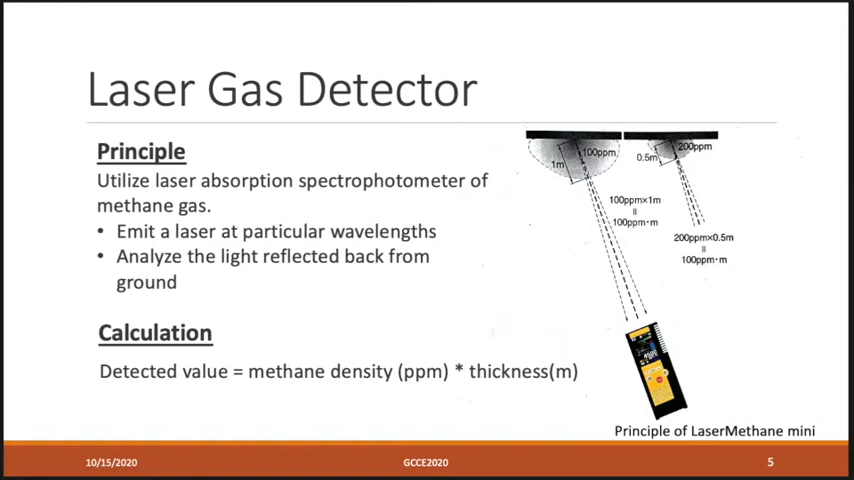 Laser Gas Detector
Principle
Utilize laser absorption spectrophotometer of
methane gas.
• Emit a laser at particular wavelengths
• Analyze the light reflected back from
ground
Calculation
Detected value = methane density (ppm) * thickness(m)
100ppm
1m
200ppm
0.5m
100ppm×1m
=
100ppm·m
200ppm×0.5m
=
100ppm·m
Principle of LaserMethane mini
10/15/2020
GCCE2020
5